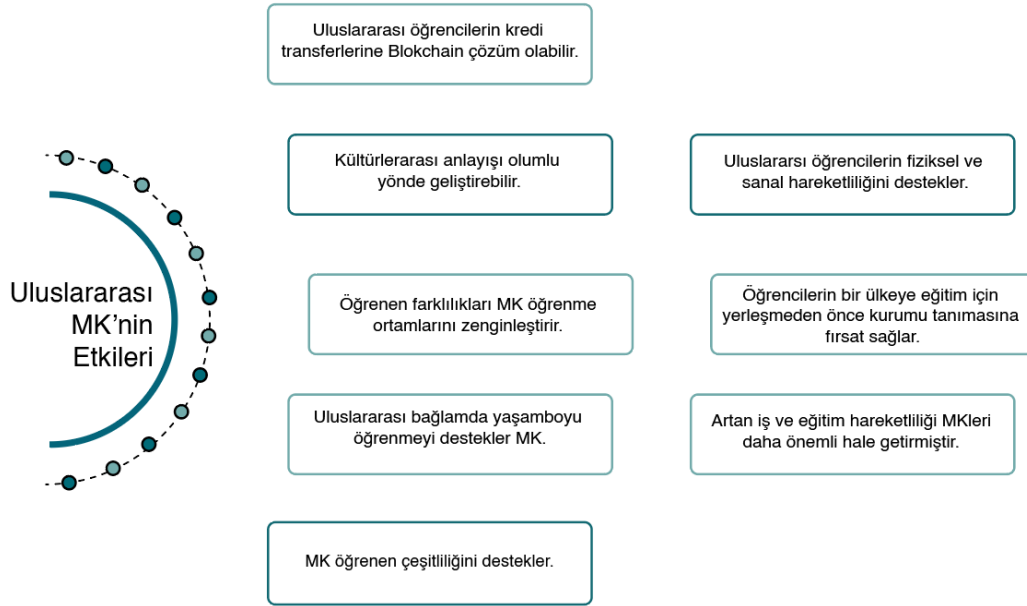 Uluslararası
MK’nin
Etkileri
Uluslararası öğrencilerin kredi
transferlerine Blokchain çözüm olabilir.
Kültürlerarası anlayışı olumlu
yönde geliştirebilir.
Uluslararsı öğrencilerin fiziksel ve
sanal hareketliliğini destekler.
Öğrenen farklılıkları MK öğrenme
ortamlarını zenginleştirir.
Öğrencilerin bir ülkeye eğitim için
yerleşmeden önce kurumu tanımasına
fırsat sağlar.
Uluslararası bağlamda yaşamboyu
öğrenmeyi destekler MK.
Artan iş ve eğitim hareketliliği MKleri
daha önemli hale getirmiştir.
MK öğrenen çeşitliliğini destekler.